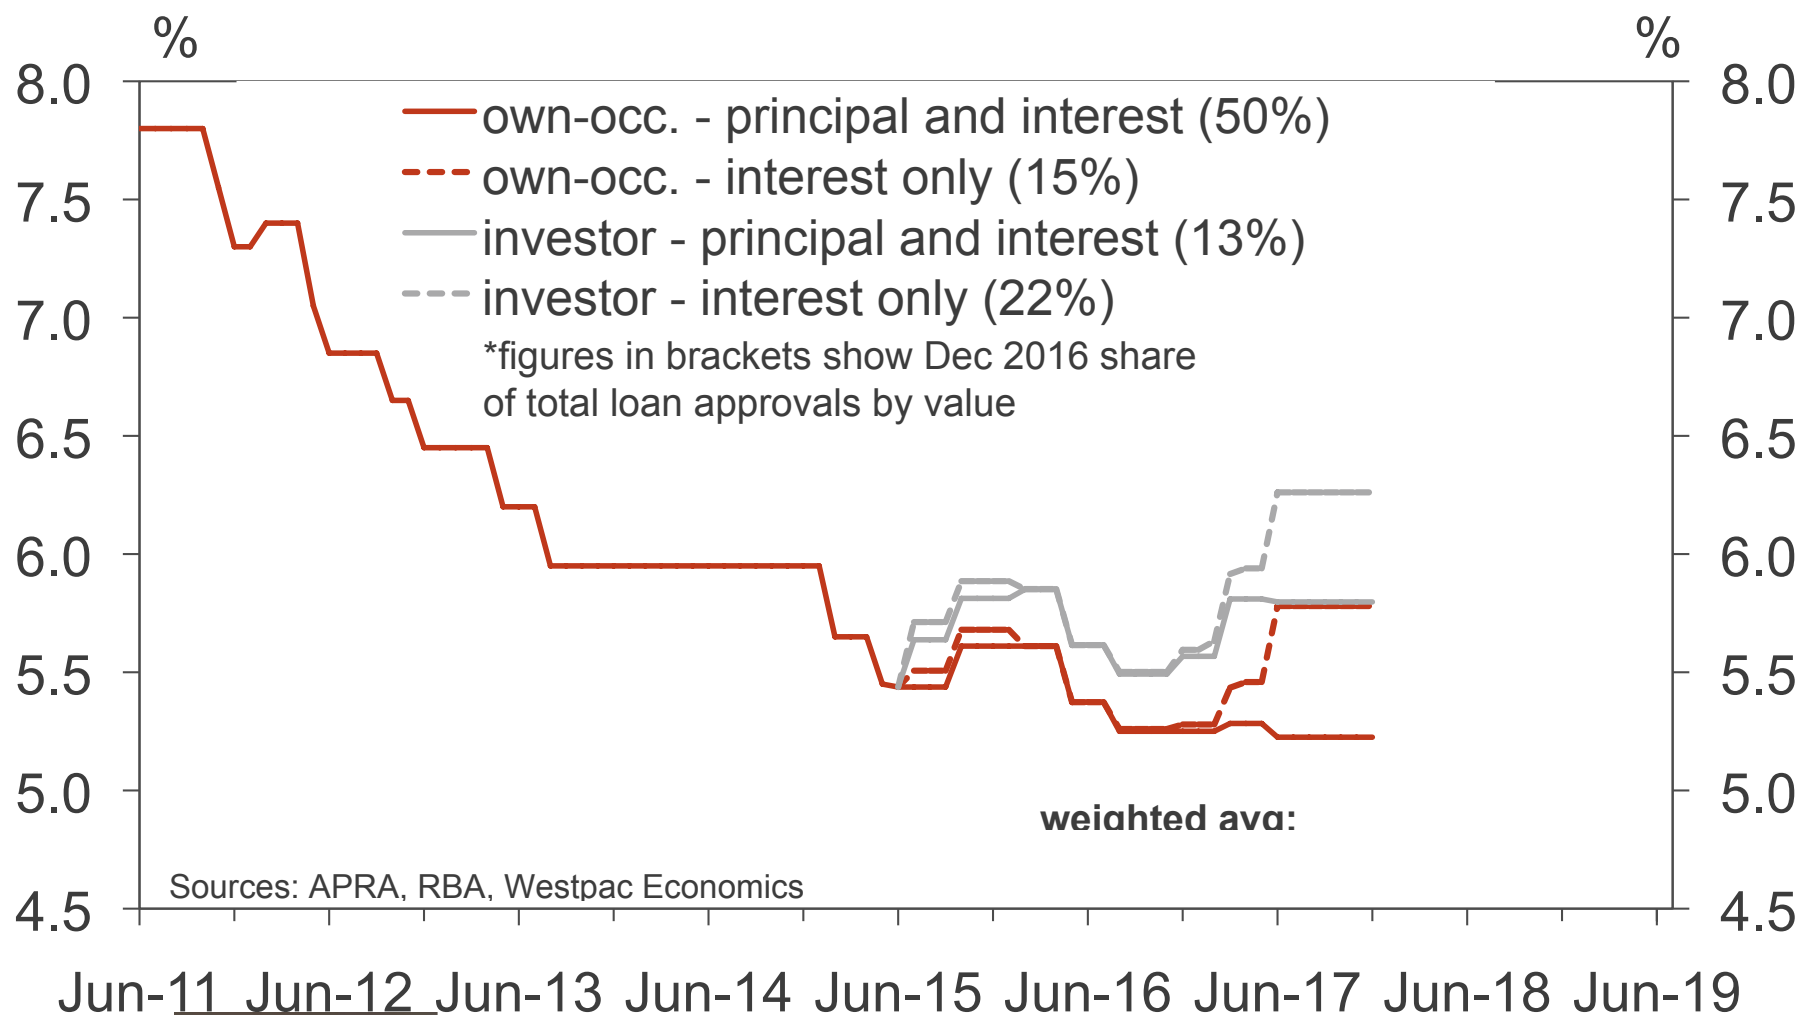 % %
8.0 8.0
own-occ. - principal and interest (50%)
own-occ. - interest only (15%)
7.5 7.5
investor - principal and interest (13%)
investor - interest only (22%)
7.0 7.0
*figures in brackets show Dec 2016 share
of total loan approvals by value
6.5 6.5
6.0 6.0
5.5 5.5
5.0 5.0
weighted avg:
Sources: APRA, RBA, Westpac Economics
4.5 4.5
Jun-11 Jun-12 Jun-13 Jun-14 Jun-15 Jun-16 Jun-17 Jun-18 Jun-19